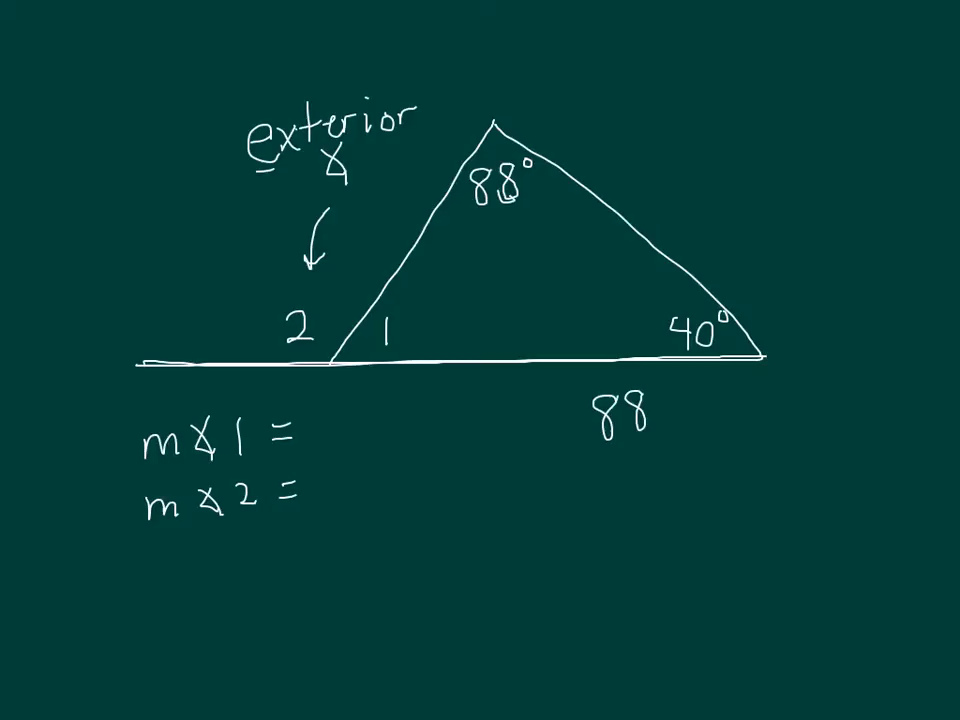 exterior
∡
88°
2
1
40°
88
m∡1 =
m∡2 =